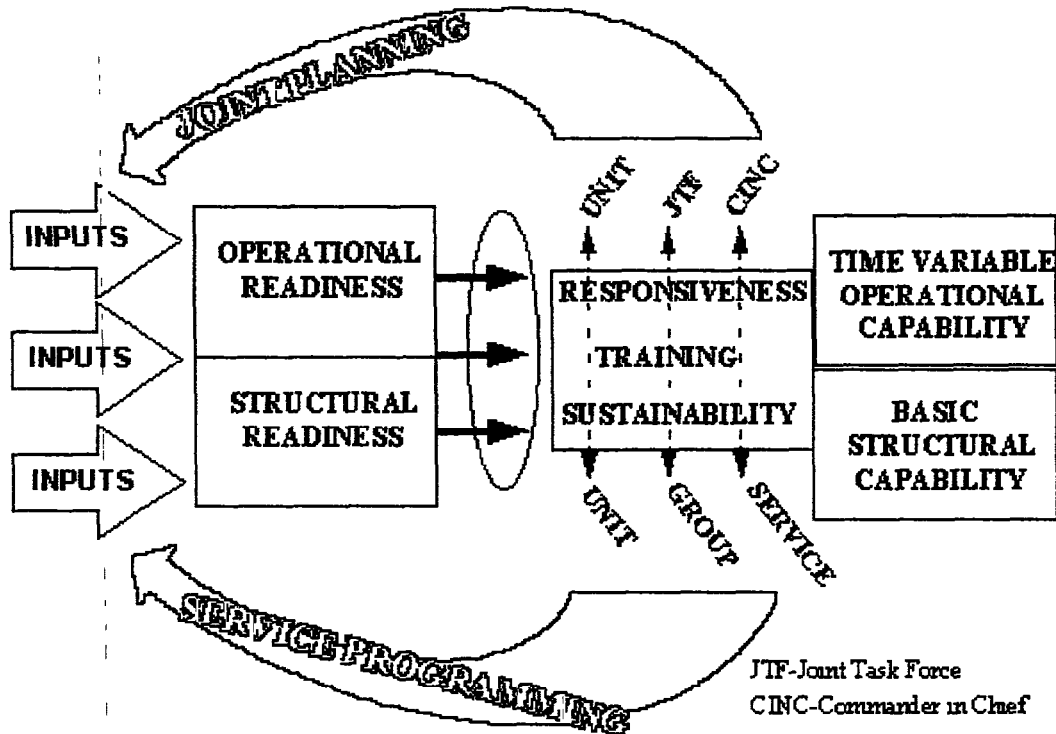 JOINT PLANNING
UNIT
JTF
CINC
INPUTS
INPUTS
INPUTS
OPERATIONAL
READINESS
STRUCTURAL
READINESS
RESPONSIVENESS
TRAINING
SUSTAINABILITY
TIME VARIABLE
OPERATIONAL
CAPABILITY
BASIC
STRUCTURAL
CAPABILITY
UNIT
GROUP
SERVICE
SERVICE PROGRAMMING
JTF-Joint Task Force
CINC-Commander in Chief